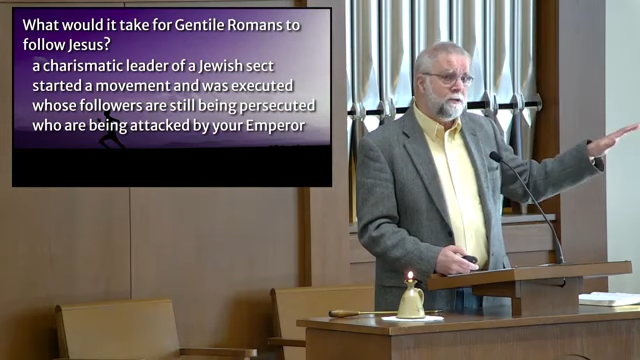 What would it take for Gentile Romans to
follow Jesus?
a charismatic leader of a Jewish sect
started a movement and was executed
whose followers are still being persecuted
who are being attacked by your Emperor